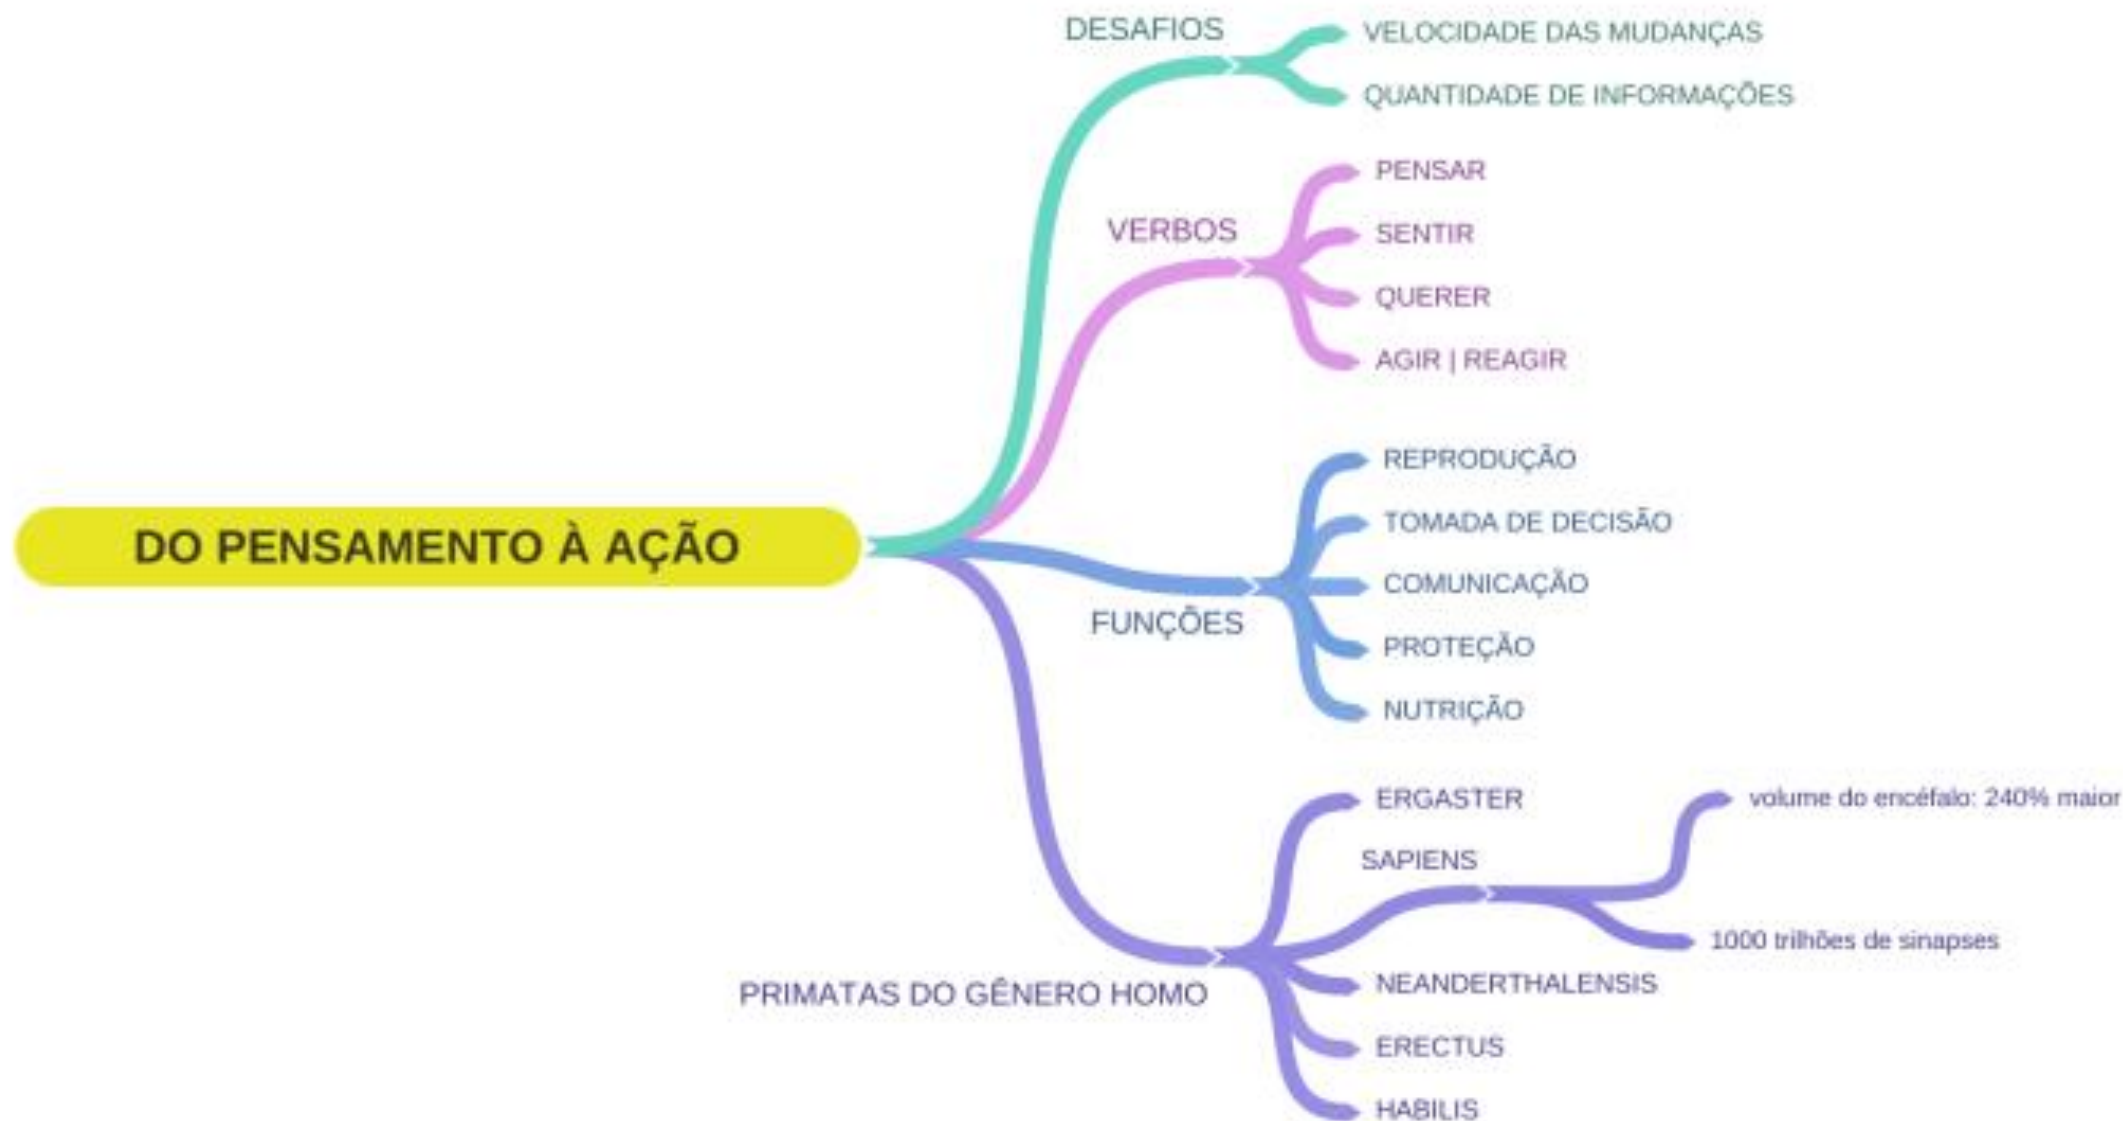 DESAFIOS
VELOCIDADE DAS MUDANÇAS
QUANTIDADE DE INFORMAÇÕES
VERBOS
PENSAR
SENTIR
QUERER
AGIR | REAGIR
DO PENSAMENTO À AÇÃO
FUNÇÕES
REPRODUÇÃO
TOMADA DE DECISÃO
COMUNICAÇÃO
PROTEÇÃO
NUTRIÇÃO
PRIMATAS DO GÊNERO HOMO
ERGASTER
SAPIENS
volume do encéfalo: 240% maior
1000 trilhões de sinapses
NEANDERTHALENSIS
ERECTUS
HABILIS